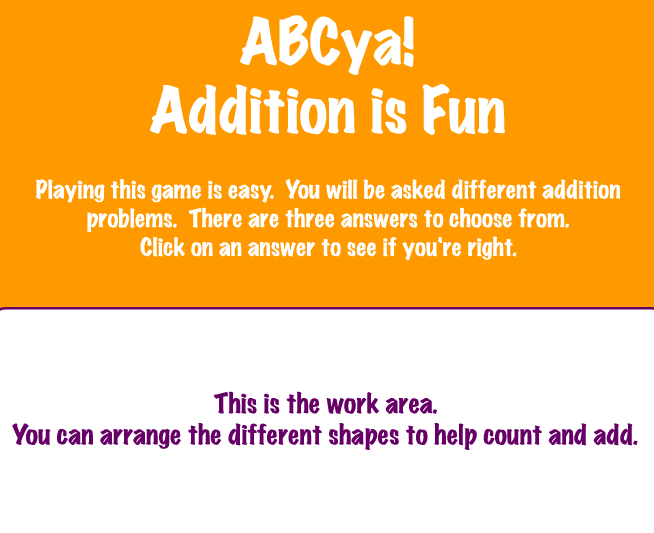 ABCya!
Addition is Fun
Playing this game is easy.  You will be asked different addition
problems.  There are three answers to choose from.
Click on an answer to see if you're right.
This is the work area.
You can arrange the different shapes to help count and add.